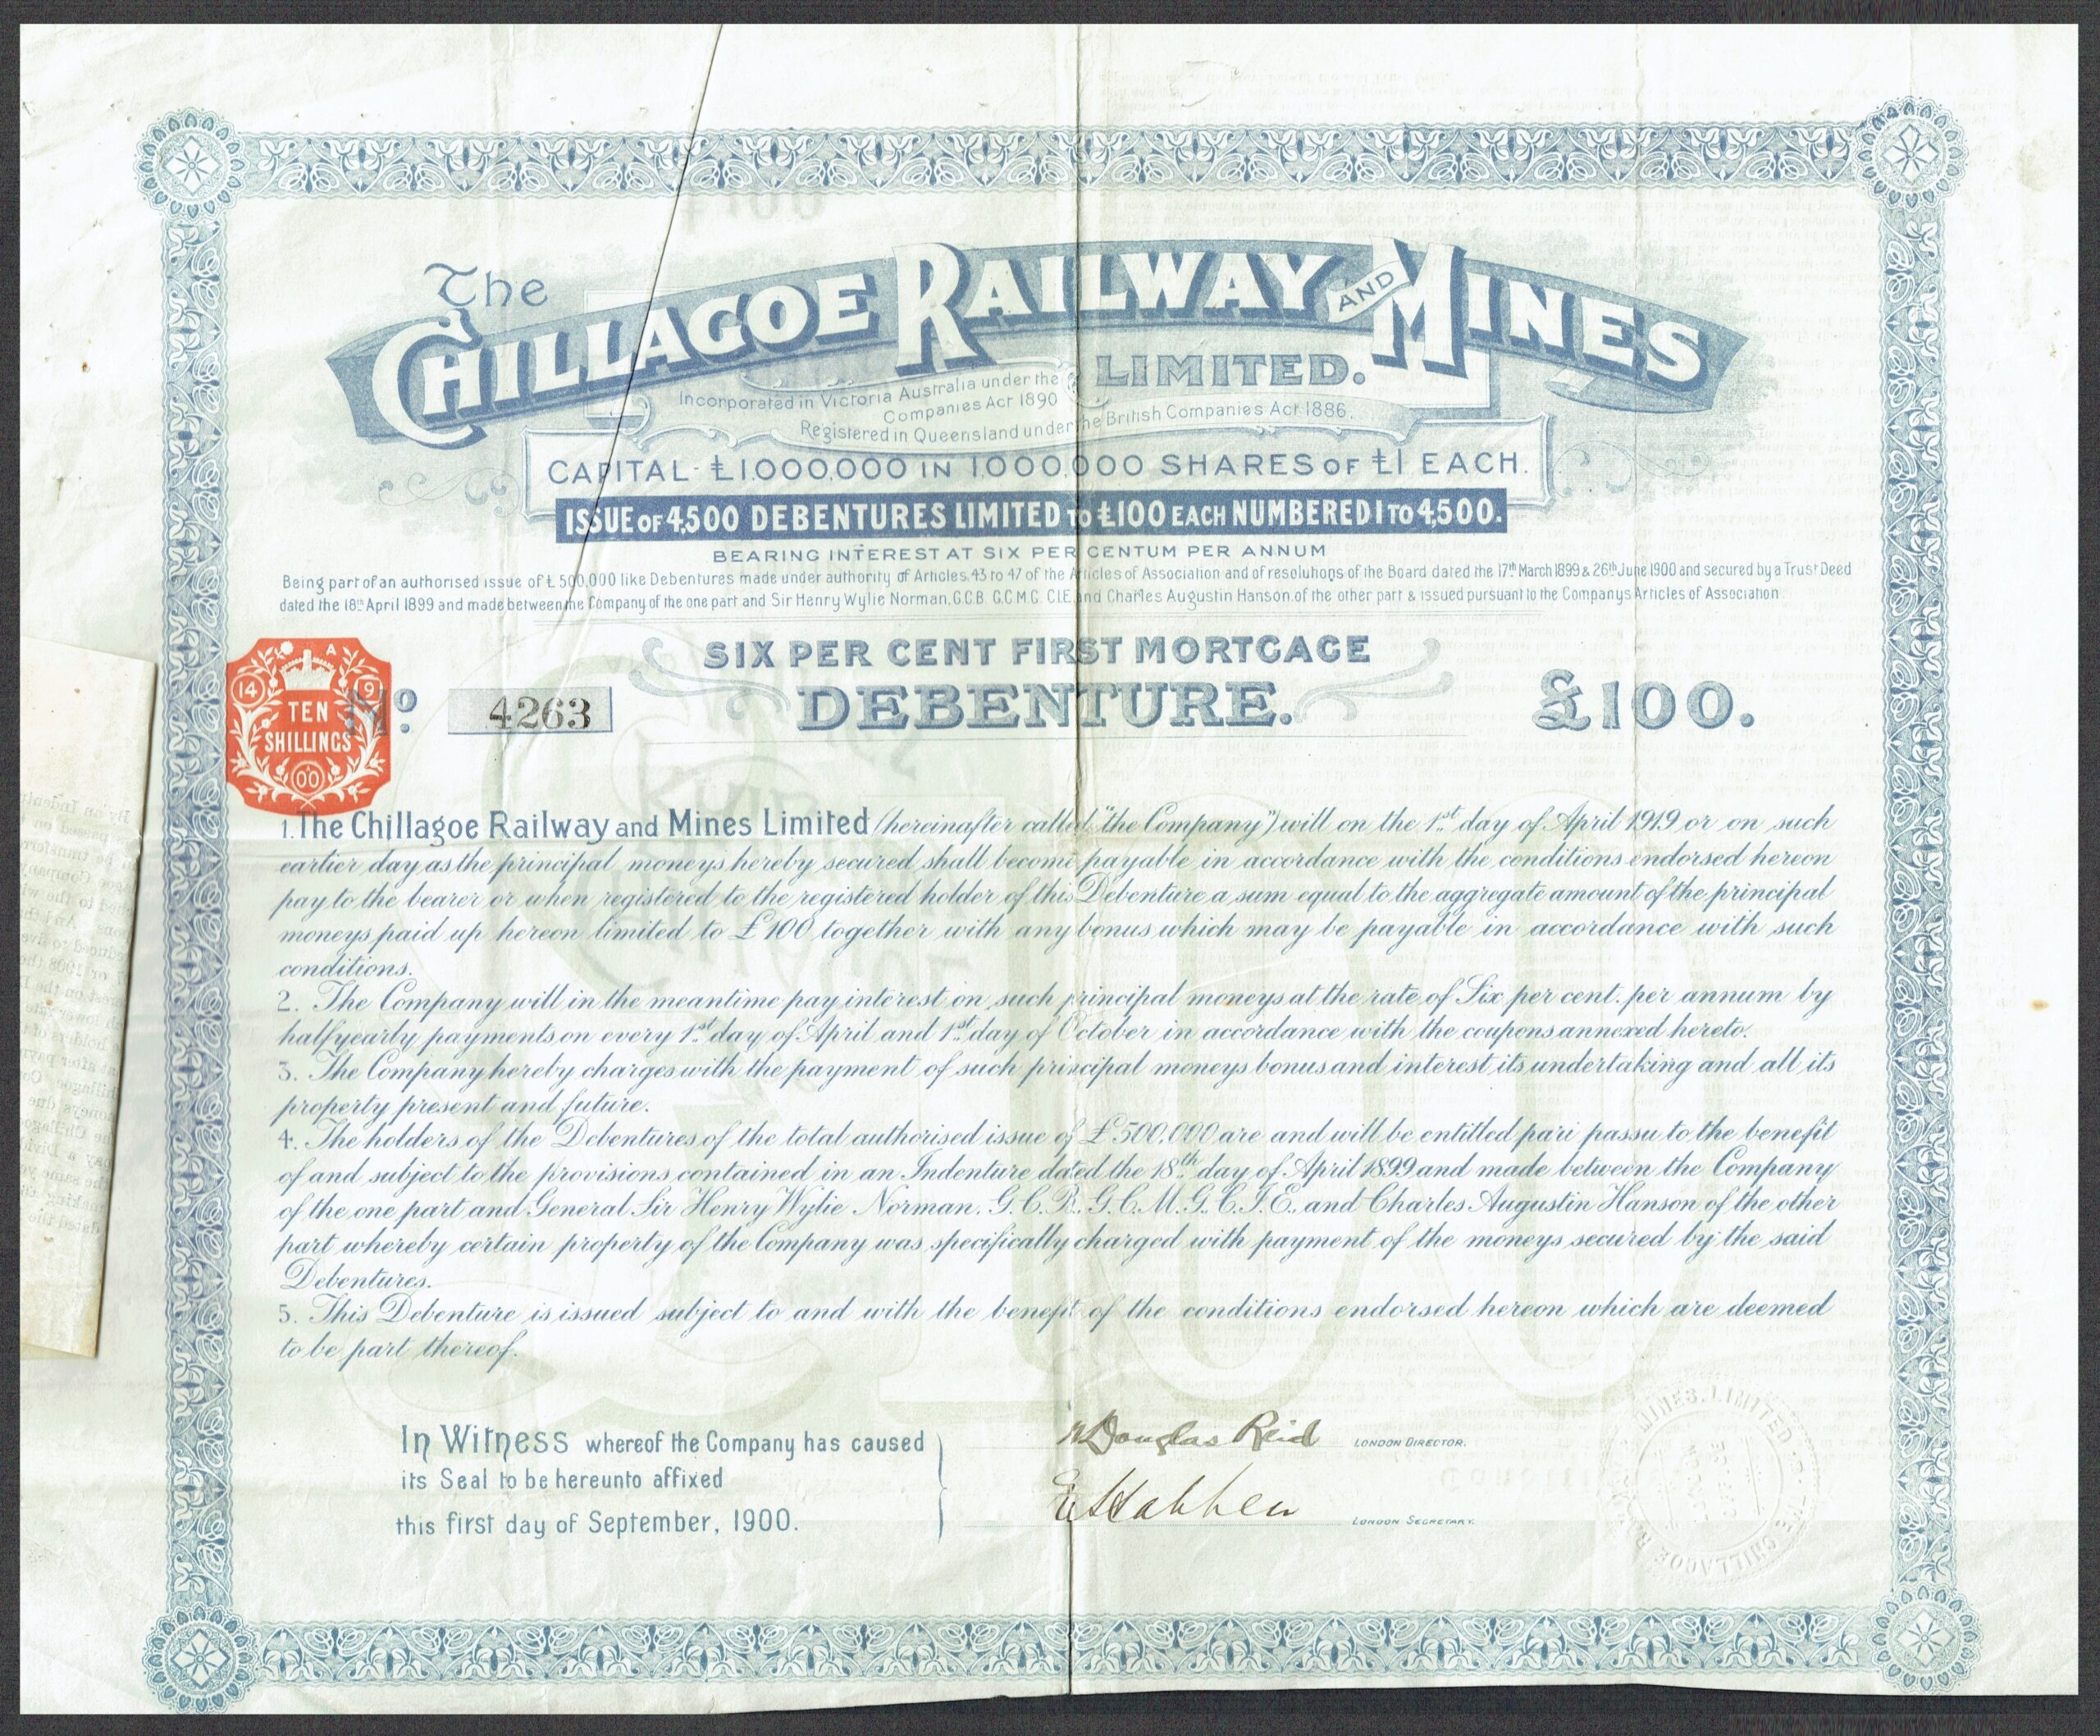 The
CHILLAGOE RAILWAY AND MINES
LIMITED.
Incorporated in Victoria Australia under the
Companies Act 1890
Registered in Queensland under the British Companies Act 1886.
CAPITAL - £1.000.000 IN 1.000.000 SHARES OF £1 EACH.
ISSUE OF 4,500 DEBENTURES LIMITED TO £100 EACH NUMBERED 1 TO 4,500.
BEARING INTEREST AT SIX PER CENTUM PER ANNUM
Being part of an authorised issue of £500,000 like Debentures made under authority of Articles 43 to 47 of the Articles of Association and of resolutions of the Board dated the 17th March 1899 & 26th June 1900 and secured by a Trust Deed
dated the 18th April 1899 and made between the Company of the one part and Sir Henry Wylie Norman, G.C.B. G.C.M.G. C.I.E. and Charles Augustin Hanson, of the other part & issued pursuant to the Companys Articles of Association.
SIX PER CENT FIRST MORTGAGE
A
14 9
TEN
SHILLINGS
00
No. 4263 DEBENTURE. £100.
1. The Chillagoe Railway and Mines Limited (hereinafter called "the Company") will on the 1st day of April 1919 or on such
earlier day as the principal moneys hereby secured shall become payable in accordance with the conditions endorsed hereon
pay to the bearer or when registered to the registered holder of this Debenture a sum equal to the aggregate amount of the principal
moneys paid up hereon limited to £100 together with any bonus which may be payable in accordance with such
conditions.
2. The Company will in the meantime pay interest on such principal moneys at the rate of Six per cent. per annum by
halfyearly payments on every 1st day of April and 1st day of October in accordance with the coupons annexed hereto.
3. The Company hereby charges with the payment of such principal moneys bonus and interest its undertaking and all its
property present and future.
4. The holders of the Debentures of the total authorised issue of £500,000 are and will be entitled pari passu to the benefit
of and subject to the provisions contained in an Indenture dated the 18th day of April 1899 and made between the Company
of the one part and General Sir Henry Wylie Norman. G.C.B., G.C.M.G., C.I.E., and Charles Augustin Hanson of the other
part whereby certain property of the Company was specifically charged with payment of the moneys secured by the said
Debentures.
5. This Debenture is issued subject to and with the benefit of the conditions endorsed hereon which are deemed
to be part thereof.
In Witness whereof the Company has caused
its Seal to be hereunto affixed
this first day of September, 1900.
Douglas Reid LONDON DIRECTOR.
LONDON SECRETARY.
MINES. LIMITED
THE CHILLAGOE